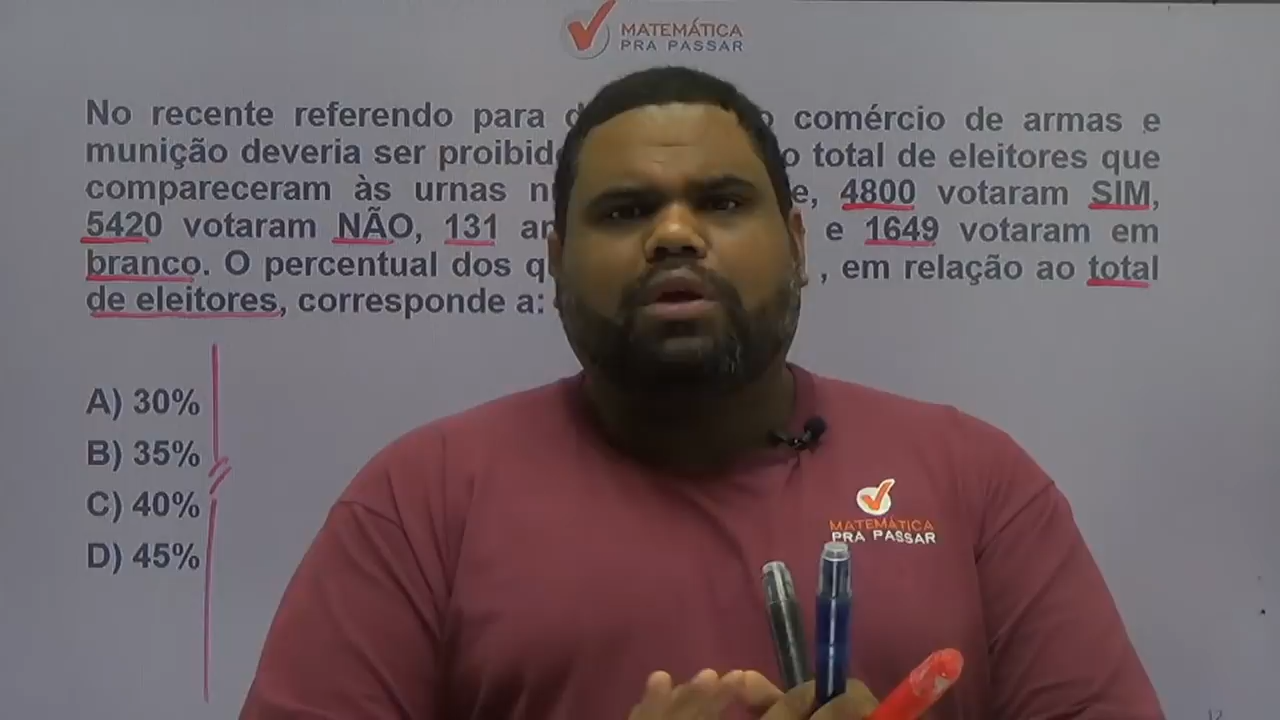 MATEMÁTICA
PRA PASSAR
No recente referendo para comércio de armas e
munição deveria ser o total de eleitores que
compareceram às urnas 4800 votaram SIM,
5420 votaram NÃO, 131 e 1649 votaram em
branco. O percentual dos , em relação ao total
de eleitores, corresponde a:
A) 30%
B) 35%
C) 40%
D) 45%
MATEMÁTICA
PRA PASSAR